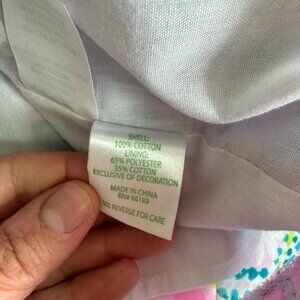 SHELL:
100% COTTON
LINING:
65% POLYESTER
35% COTTON
EXCLUSIVE OF DECORATION
MADE IN CHINA
RN# 68189
SEE REVERSE FOR CARE